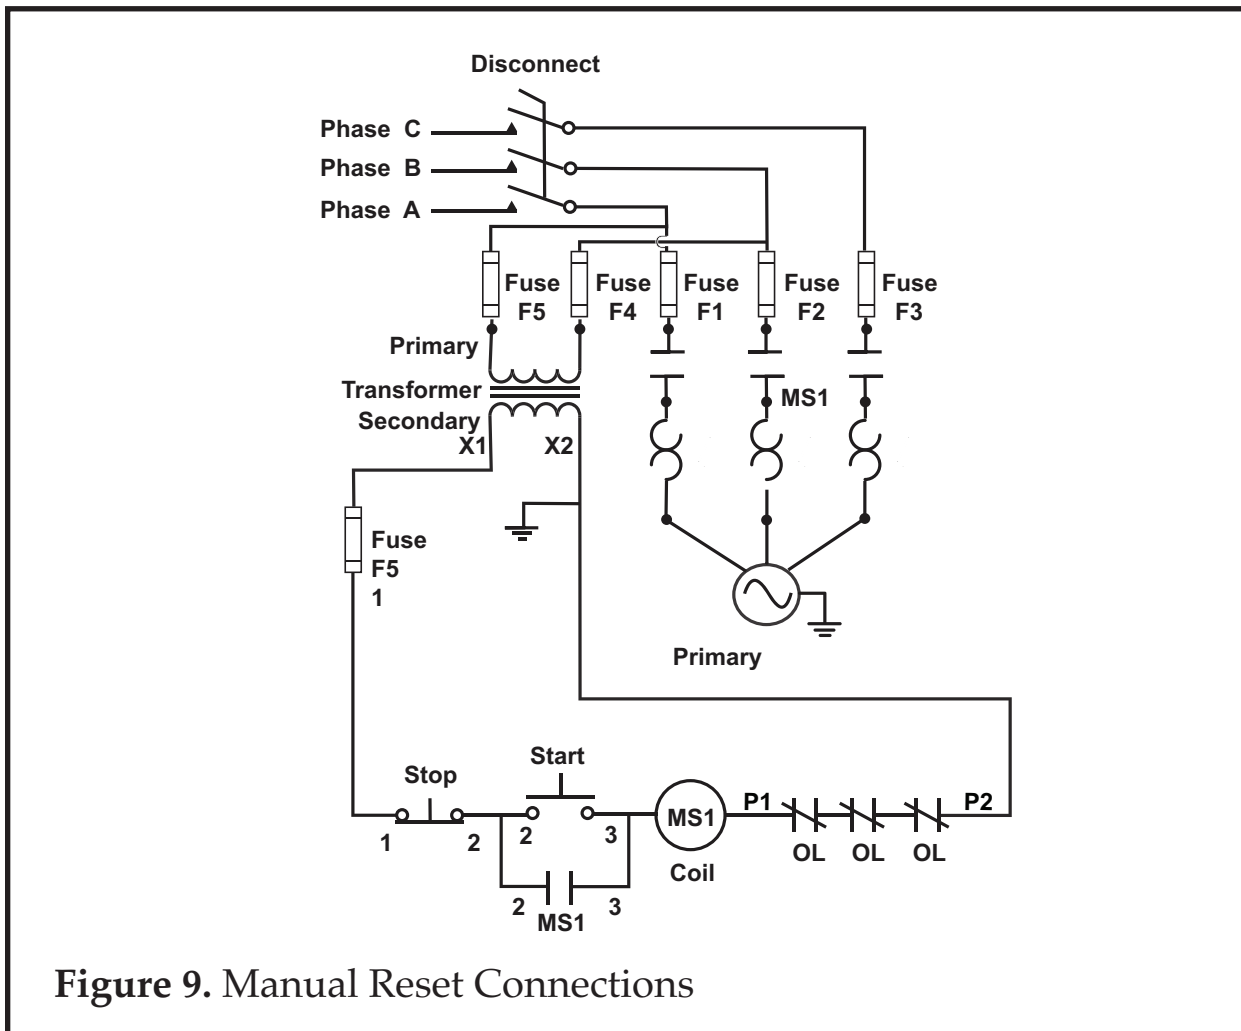 Disconnect
Phase C
Phase B
Phase A
Fuse F5
Fuse F4
Fuse F1
Fuse F2
Fuse F3
Primary
Transformer
MS1
Secondary
X1
X2
Fuse
F5
1
Primary
Start
Stop
1
2
2
3
MS1
Coil
P1
OL
OL
OL
P2
2
3
MS1
Figure 9. Manual Reset Connections